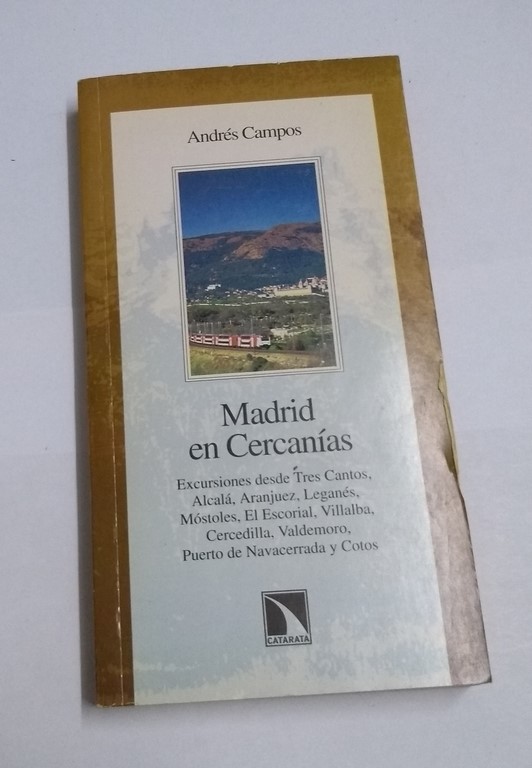 Andrés Campos
Madrid
en Cercanías
Excursiones desde Tres Cantos,
Alcalá, Aranjuez, Leganés,
Móstoles, El Escorial, Villalba,
Cercedilla, Valdemoro,
Puerto de Navacerrada y Cotos
CATARATA